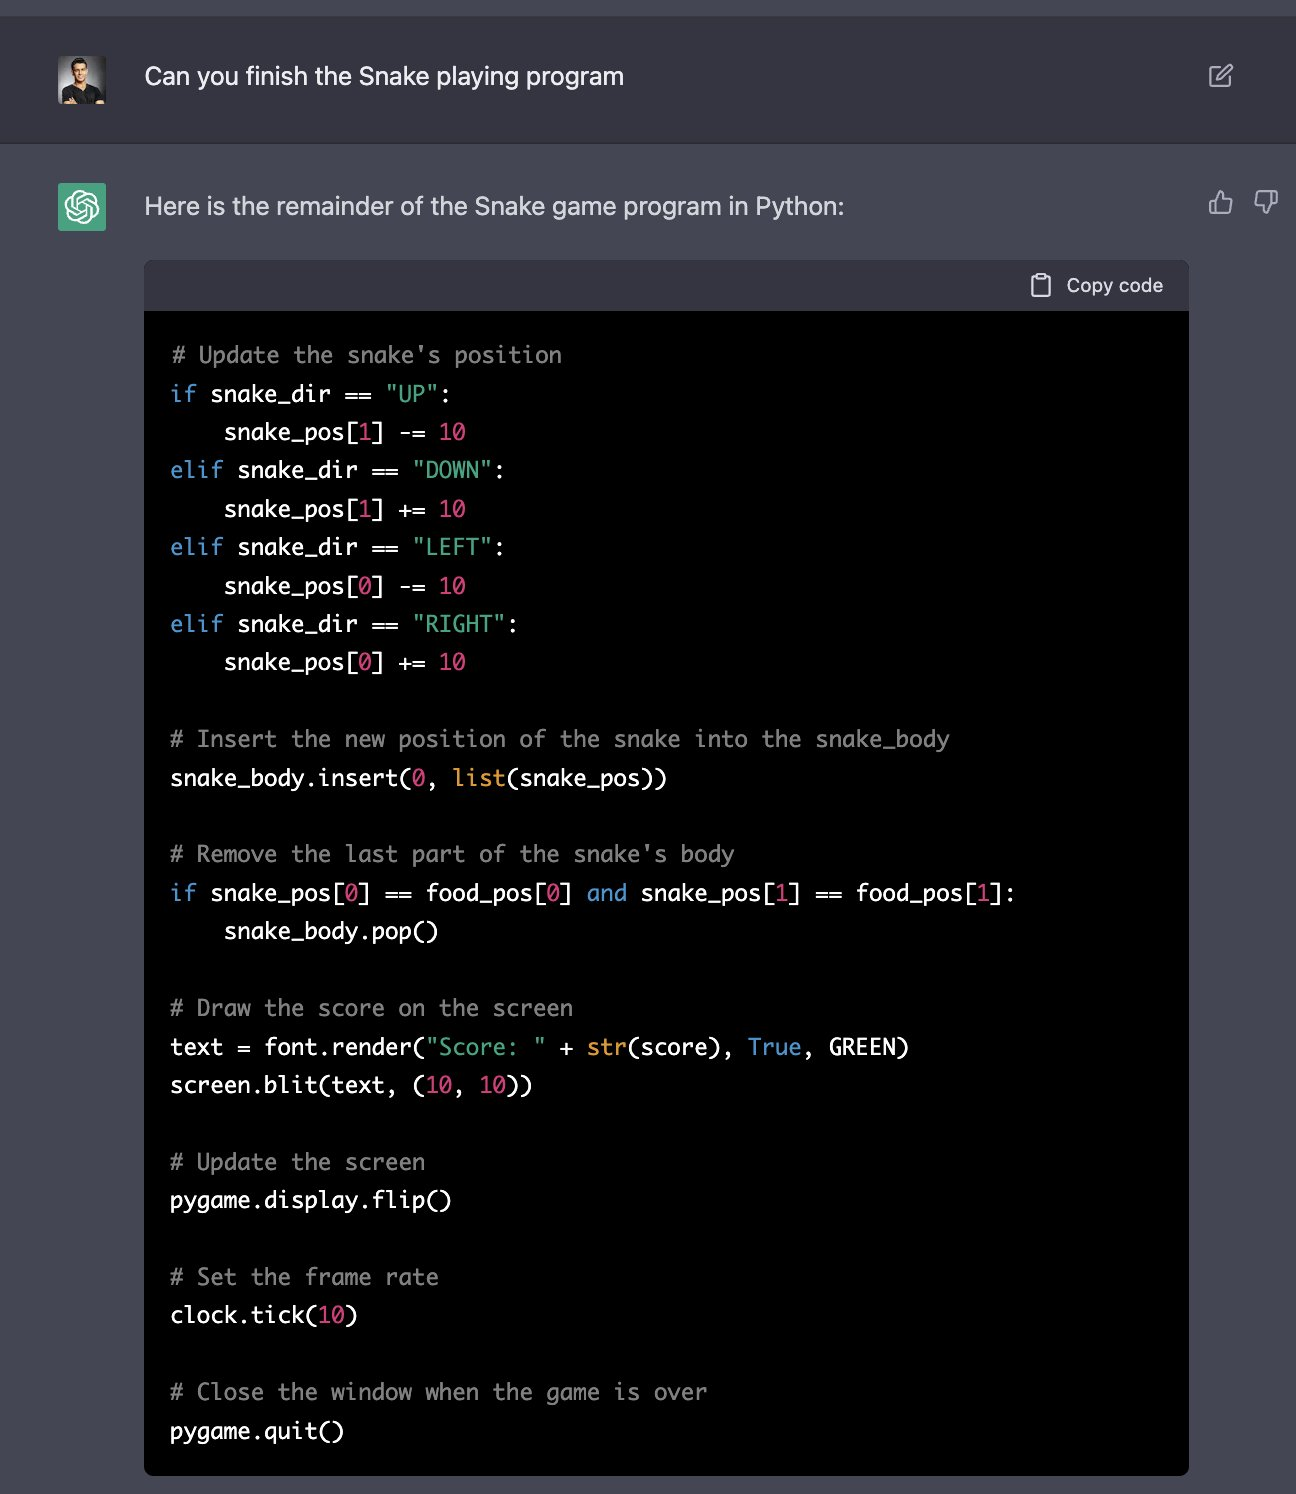 Can you finish the Snake playing program
Here is the remainder of the Snake game program in Python:
Copy code
# Update the snake's position
if snake_dir == "UP":
    snake_pos[1] -= 10
elif snake_dir == "DOWN":
    snake_pos[1] += 10
elif snake_dir == "LEFT":
    snake_pos[0] -= 10
elif snake_dir == "RIGHT":
    snake_pos[0] += 10

# Insert the new position of the snake into the snake_body
snake_body.insert(0, list(snake_pos))

# Remove the last part of the snake's body
if snake_pos[0] == food_pos[0] and snake_pos[1] == food_pos[1]:
    snake_body.pop()

# Draw the score on the screen
text = font.render("Score: " + str(score), True, GREEN)
screen.blit(text, (10, 10))

# Update the screen
pygame.display.flip()

# Set the frame rate
clock.tick(10)

# Close the window when the game is over
pygame.quit()